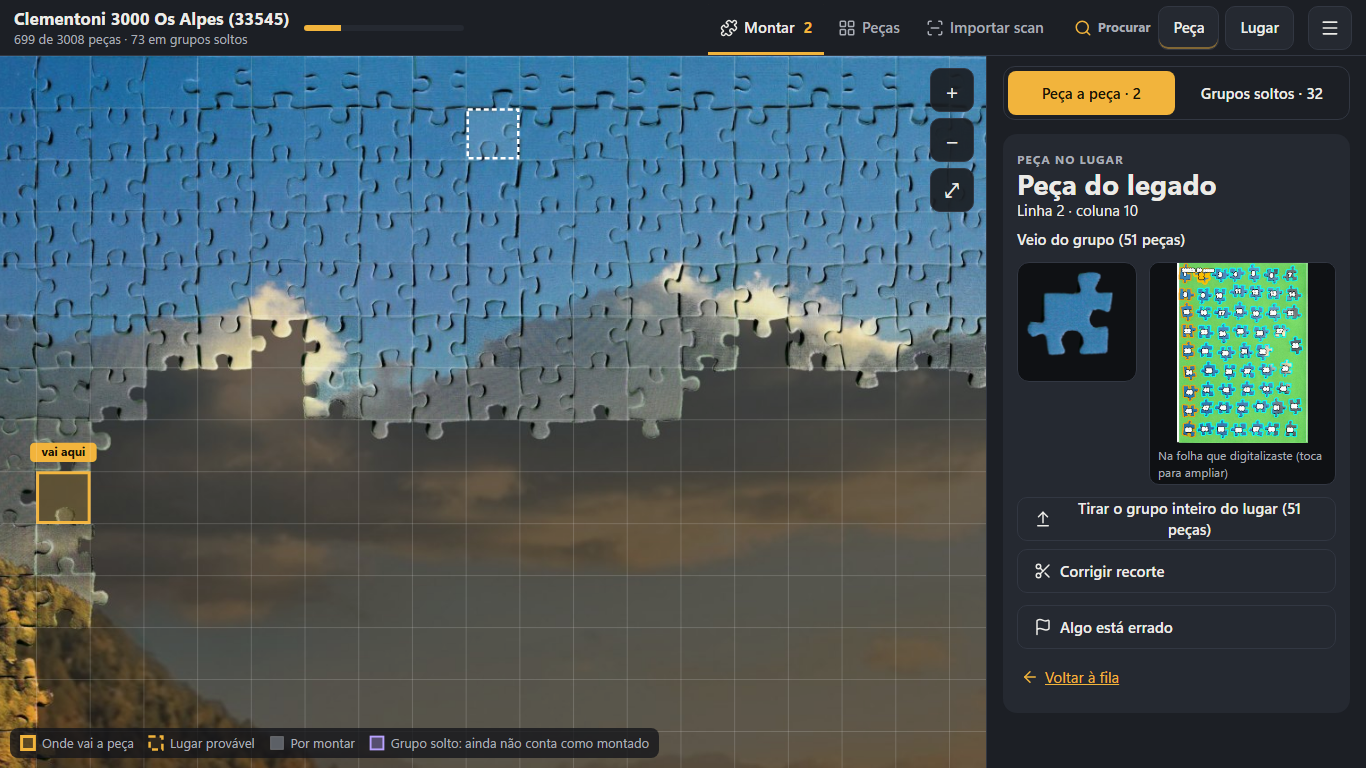 Clementoni 3000 Os Alpes (33545)
699 de 3008 peças · 73 em grupos soltos
Montar 2
Peças
Importar scan
Procurar
Peça
Lugar
Peça a peça · 2
Grupos soltos · 32
PEÇA NO LUGAR
Peça do legado
Linha 2 · coluna 10
Veio do grupo (51 peças)
Na folha que digitalizaste (toca
para ampliar)
Tirar o grupo inteiro do lugar (51
peças)
Corrigir recorte
Algo está errado
Voltar à fila
vai aqui
Onde vai a peça
Lugar provável
Por montar
Grupo solto: ainda não conta como montado